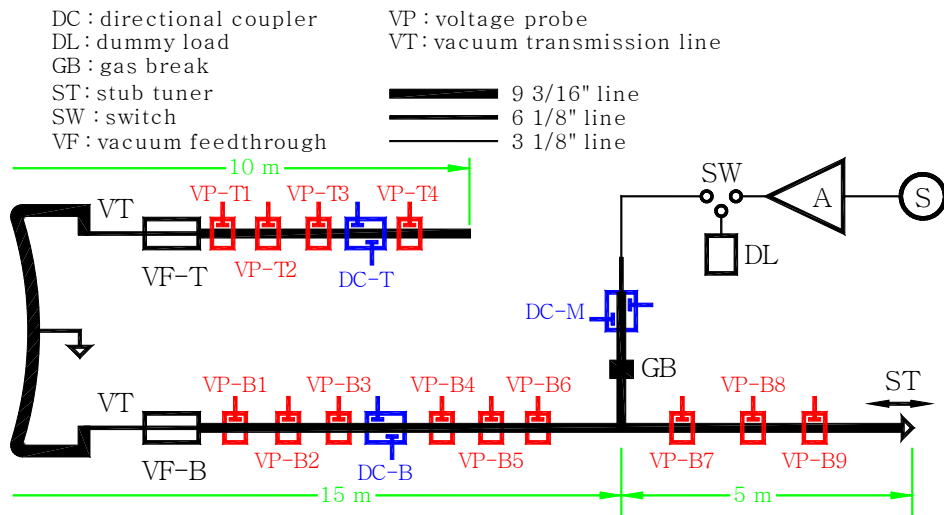 DC : directional coupler
DL : dummy load
GB : gas break
ST : stub tuner
SW : switch
VF : vacuum feedthrough
VP : voltage probe
VT : vacuum transmission line
9 3/16" line
6 1/8" line
3 1/8" line
10 m
VT
VP-T1
VP-T3
VP-T4
VF-T
VP-T2
DC-T
SW
A
S
DL
DC-M
GB
VT
VP-B1
VP-B3
VP-B4
VP-B6
VP-B8
ST
VF-B
VP-B2
DC-B
VP-B5
VP-B7
VP-B9
15 m
5 m